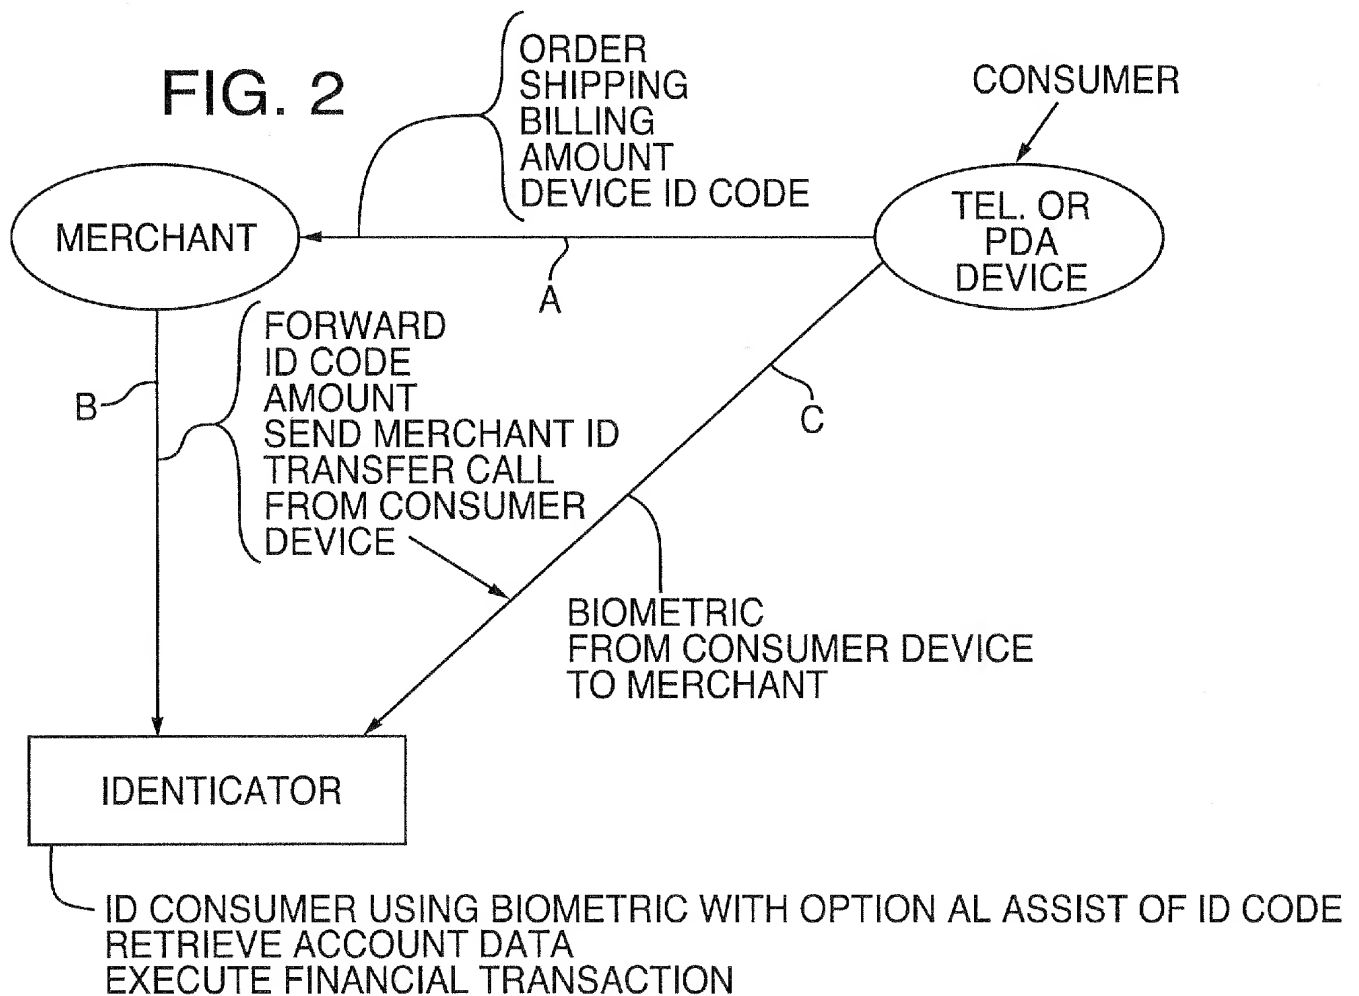 FIG. 2
ORDER
SHIPPING
BILLING
AMOUNT
DEVICE ID CODE
CONSUMER
MERCHANT
TEL. OR
PDA
DEVICE
A
B
FORWARD
ID CODE
AMOUNT
SEND MERCHANT ID
TRANSFER CALL
FROM CONSUMER
DEVICE
C
BIOMETRIC
FROM CONSUMER DEVICE
TO MERCHANT
IDENTICATOR
ID CONSUMER USING BIOMETRIC WITH OPTION AL ASSIST OF ID CODE
RETRIEVE ACCOUNT DATA
EXECUTE FINANCIAL TRANSACTION